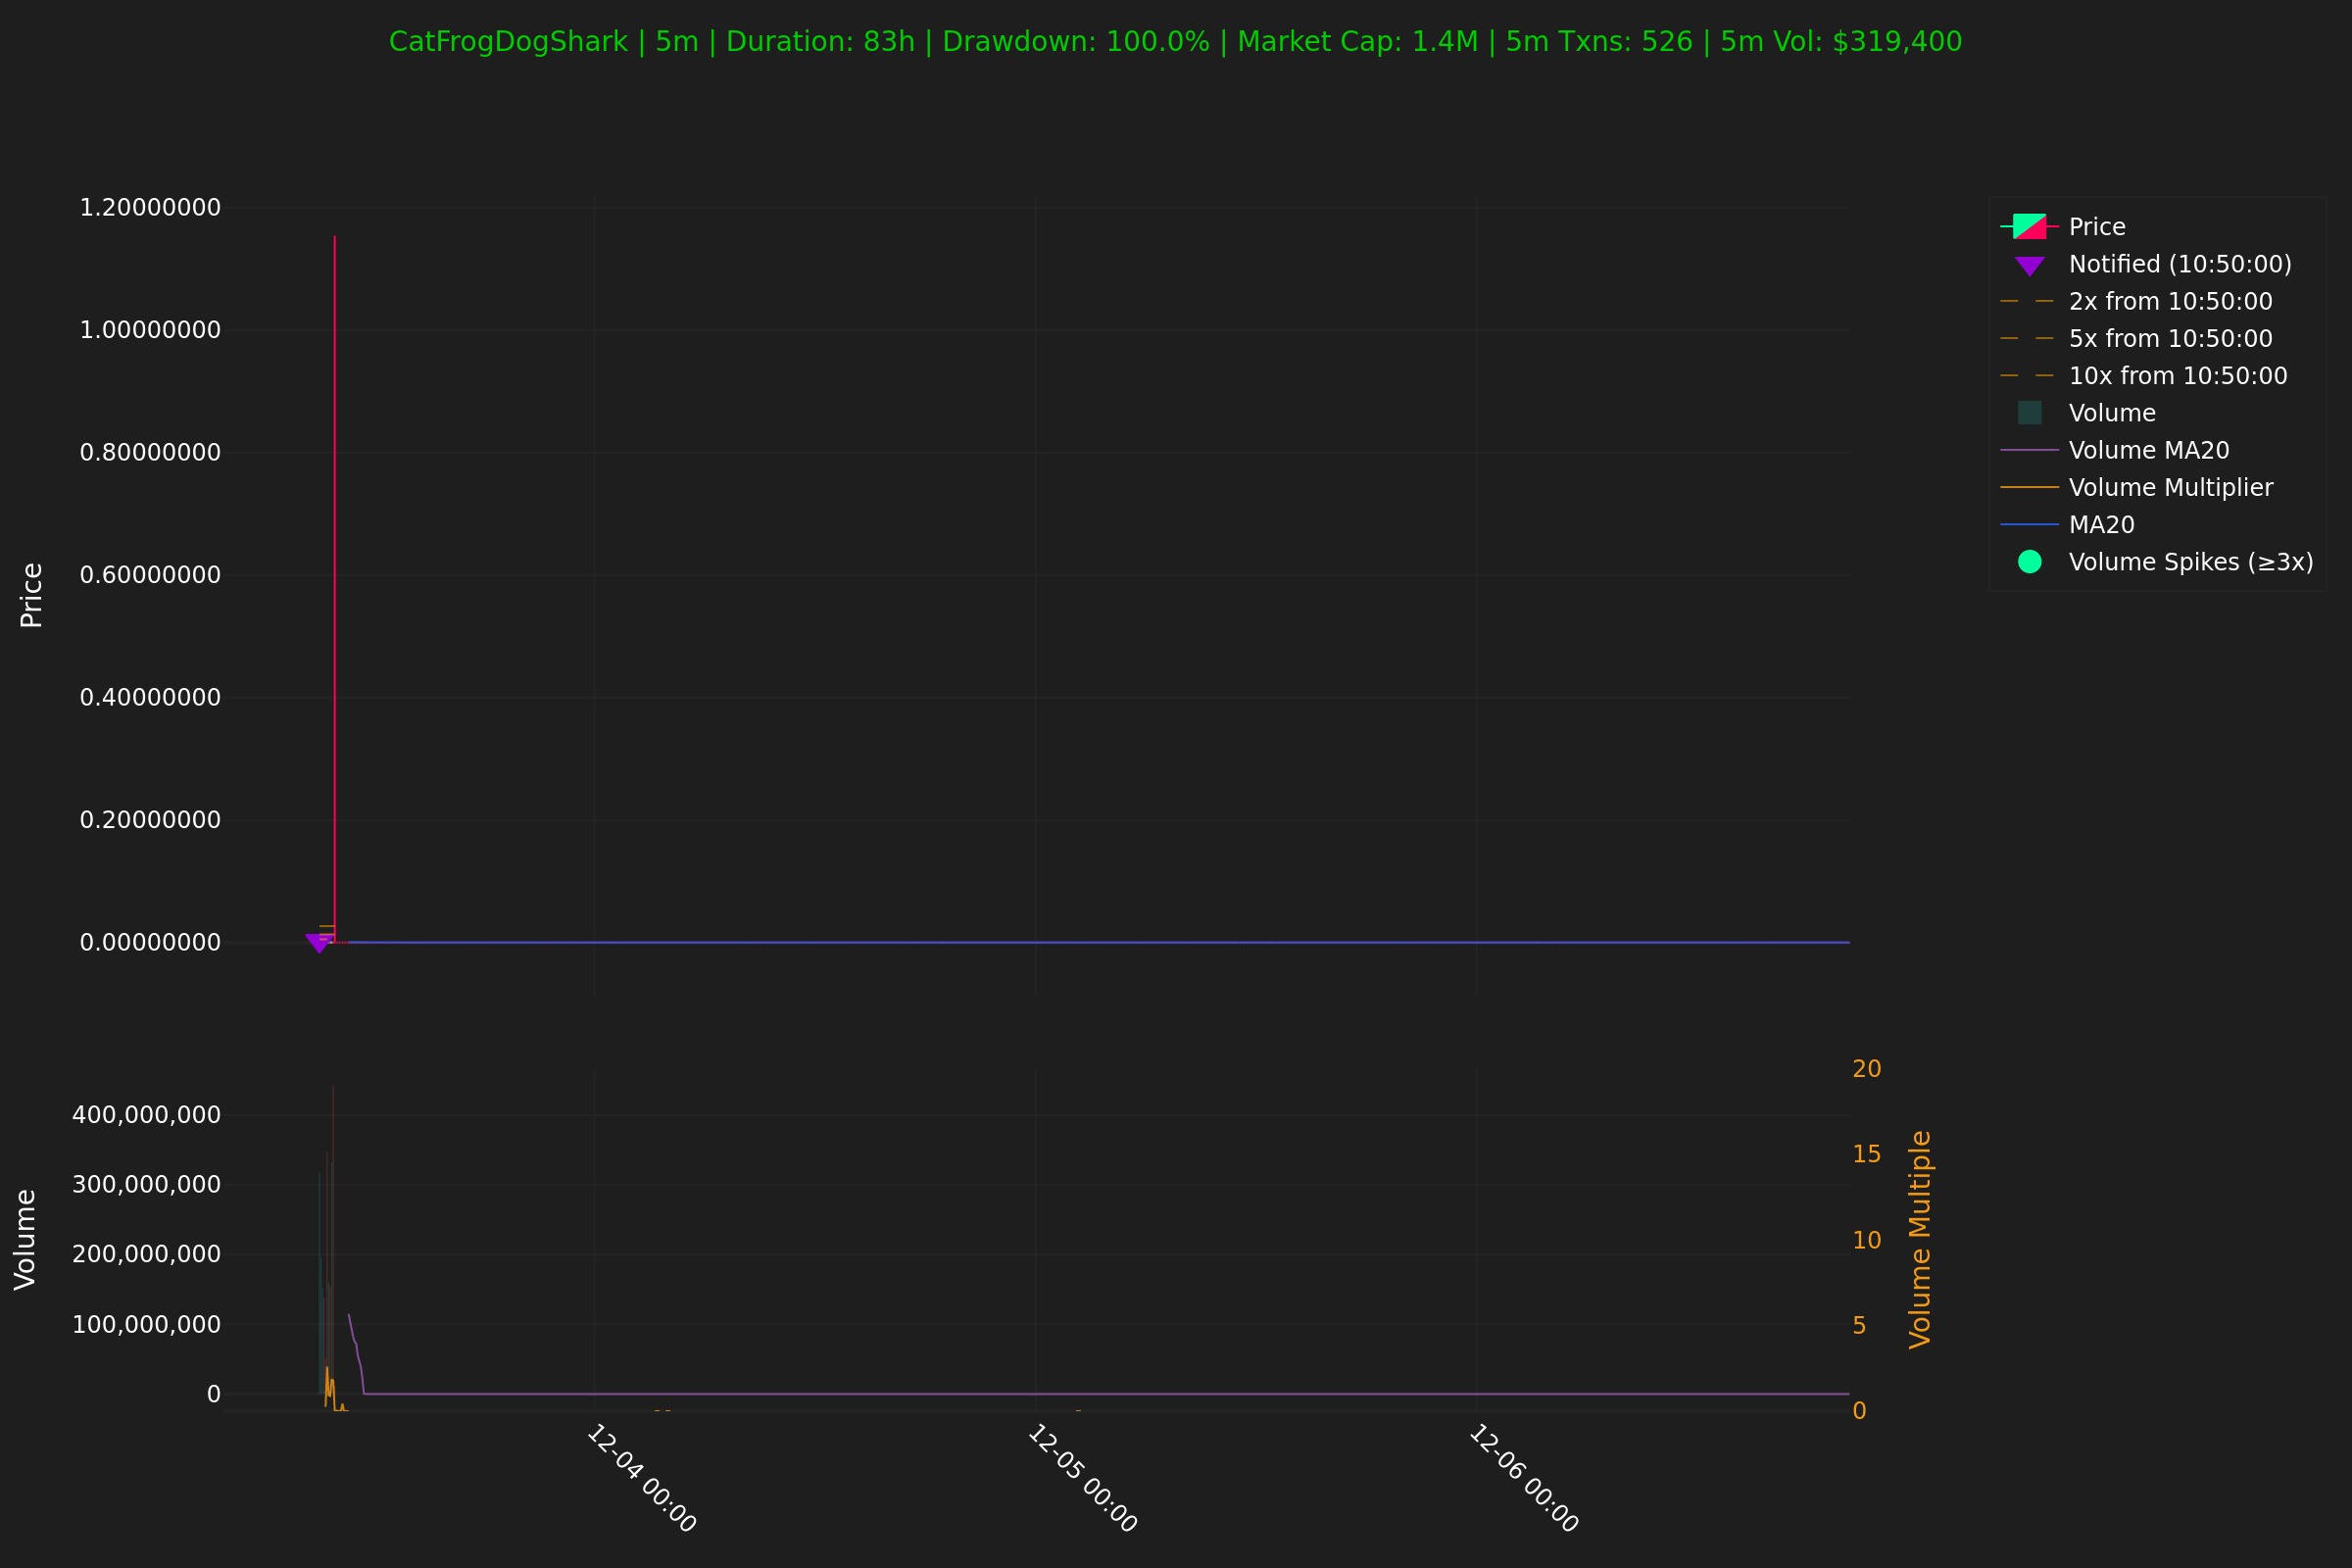 CatFrogDogShark | 5m | Duration: 83h | Drawdown: 100.0% | Market Cap: 1.4M | 5m Txns: 526 | 5m Vol: $319,400
Price
1.20000000
1.00000000
0.80000000
0.60000000
0.40000000
0.20000000
0.00000000
Price
Notified (10:50:00)
2x from 10:50:00
5x from 10:50:00
10x from 10:50:00
Volume
Volume MA20
Volume Multiplier
MA20
Volume Spikes (≥3x)
Volume
400,000,000
300,000,000
200,000,000
100,000,000
0
20
15
10
5
0
Volume Multiple
12-04 00:00
12-05 00:00
12-06 00:00